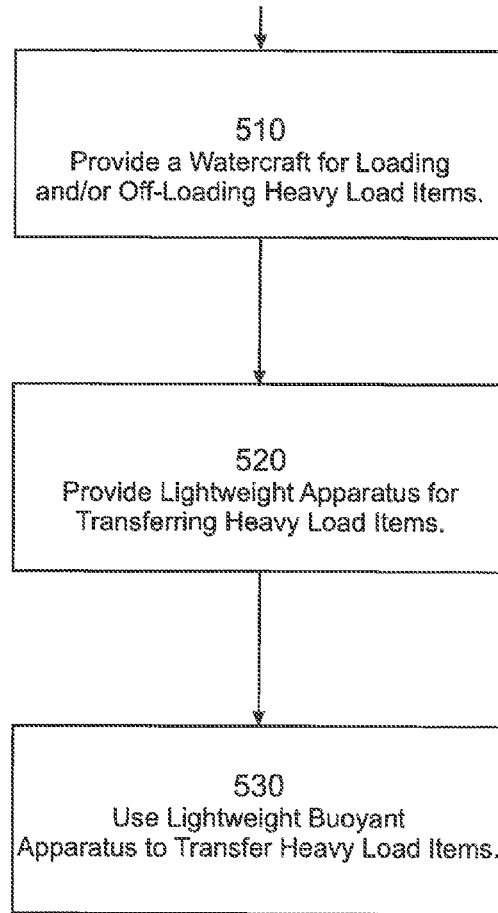 510
Provide a Watercraft for Loading
and/or Off-Loading Heavy Load Items.
520
Provide Lightweight Apparatus for
Transferring Heavy Load Items.
530
Use Lightweight Buoyant
Apparatus to Transfer Heavy Load Items.